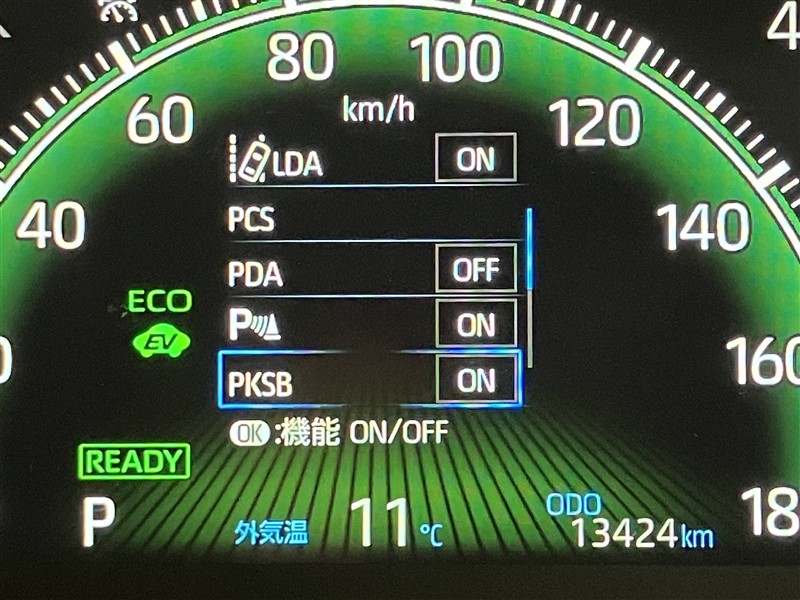 80 100
km/h
60 120
LDA ON
PCS
40 140
PDA OFF
ECO
EV
P ON
160
PKSB ON
OK:機能 ON/OFF
READY
P
外気温 11℃
ODO
13424km